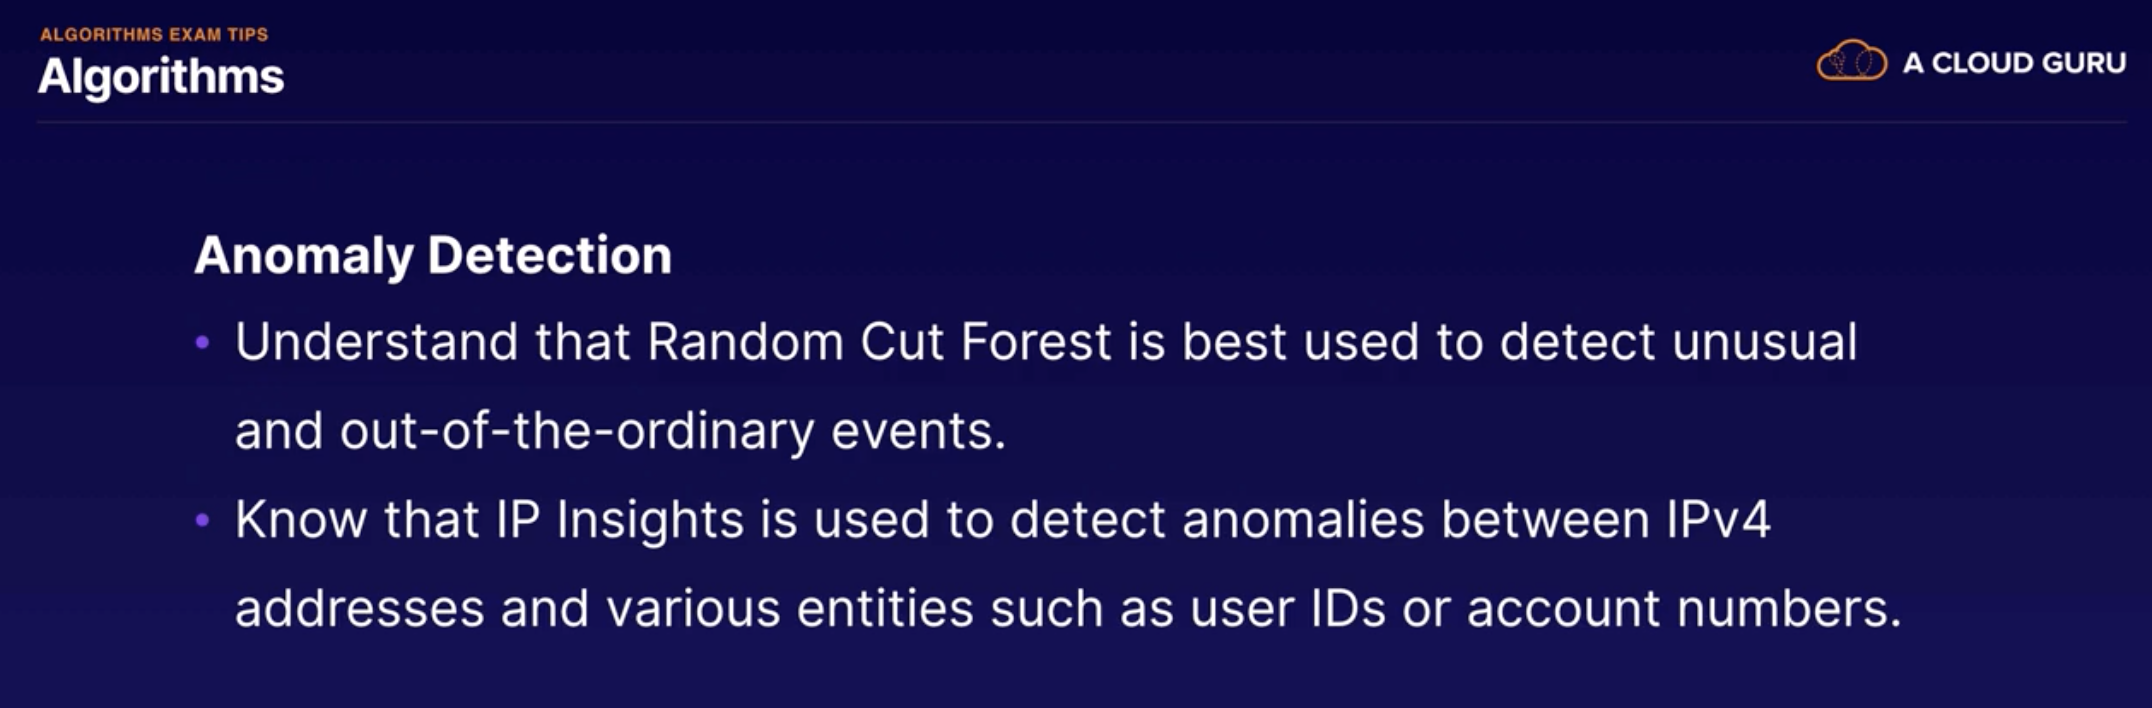 ALGORITHMS EXAM TIPS
Algorithms
A CLOUD GURU
Anomaly Detection
• Understand that Random Cut Forest is best used to detect unusual
and out-of-the-ordinary events.
• Know that IP Insights is used to detect anomalies between IPv4
addresses and various entities such as user IDs or account numbers.